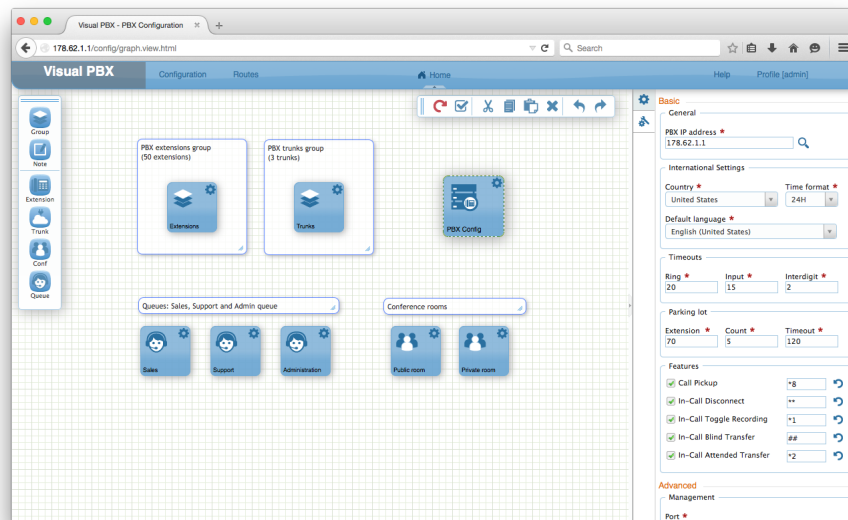 Visual PBX - PBX Configuration
178.62.1.1/config/graph.view.html
Search
Visual PBX
Configuration
Routes
Home
Help
Profile [admin]
Group
Note
Extension
Trunk
Conf
Queue
PBX extensions group
(50 extensions)
Extensions
PBX trunks group
(3 trunks)
Trunks
PBX Config
Queues: Sales, Support and Admin queue
Conference rooms
Sales
Support
Administration
Public room
Private room
Basic
General
PBX IP address *
178.62.1.1
International Settings
Country *
Time format *
United States
24H
Default language *
English (United States)
Timeouts
Ring *
Input *
Interdigit *
20
15
2
Parking lot
Extension *
Count *
Timeout *
70
5
120
Features
Call Pickup
*8
In-Call Disconnect
**
In-Call Toggle Recording
*1
In-Call Blind Transfer
##
In-Call Attended Transfer
*2
Advanced
Management
Port *